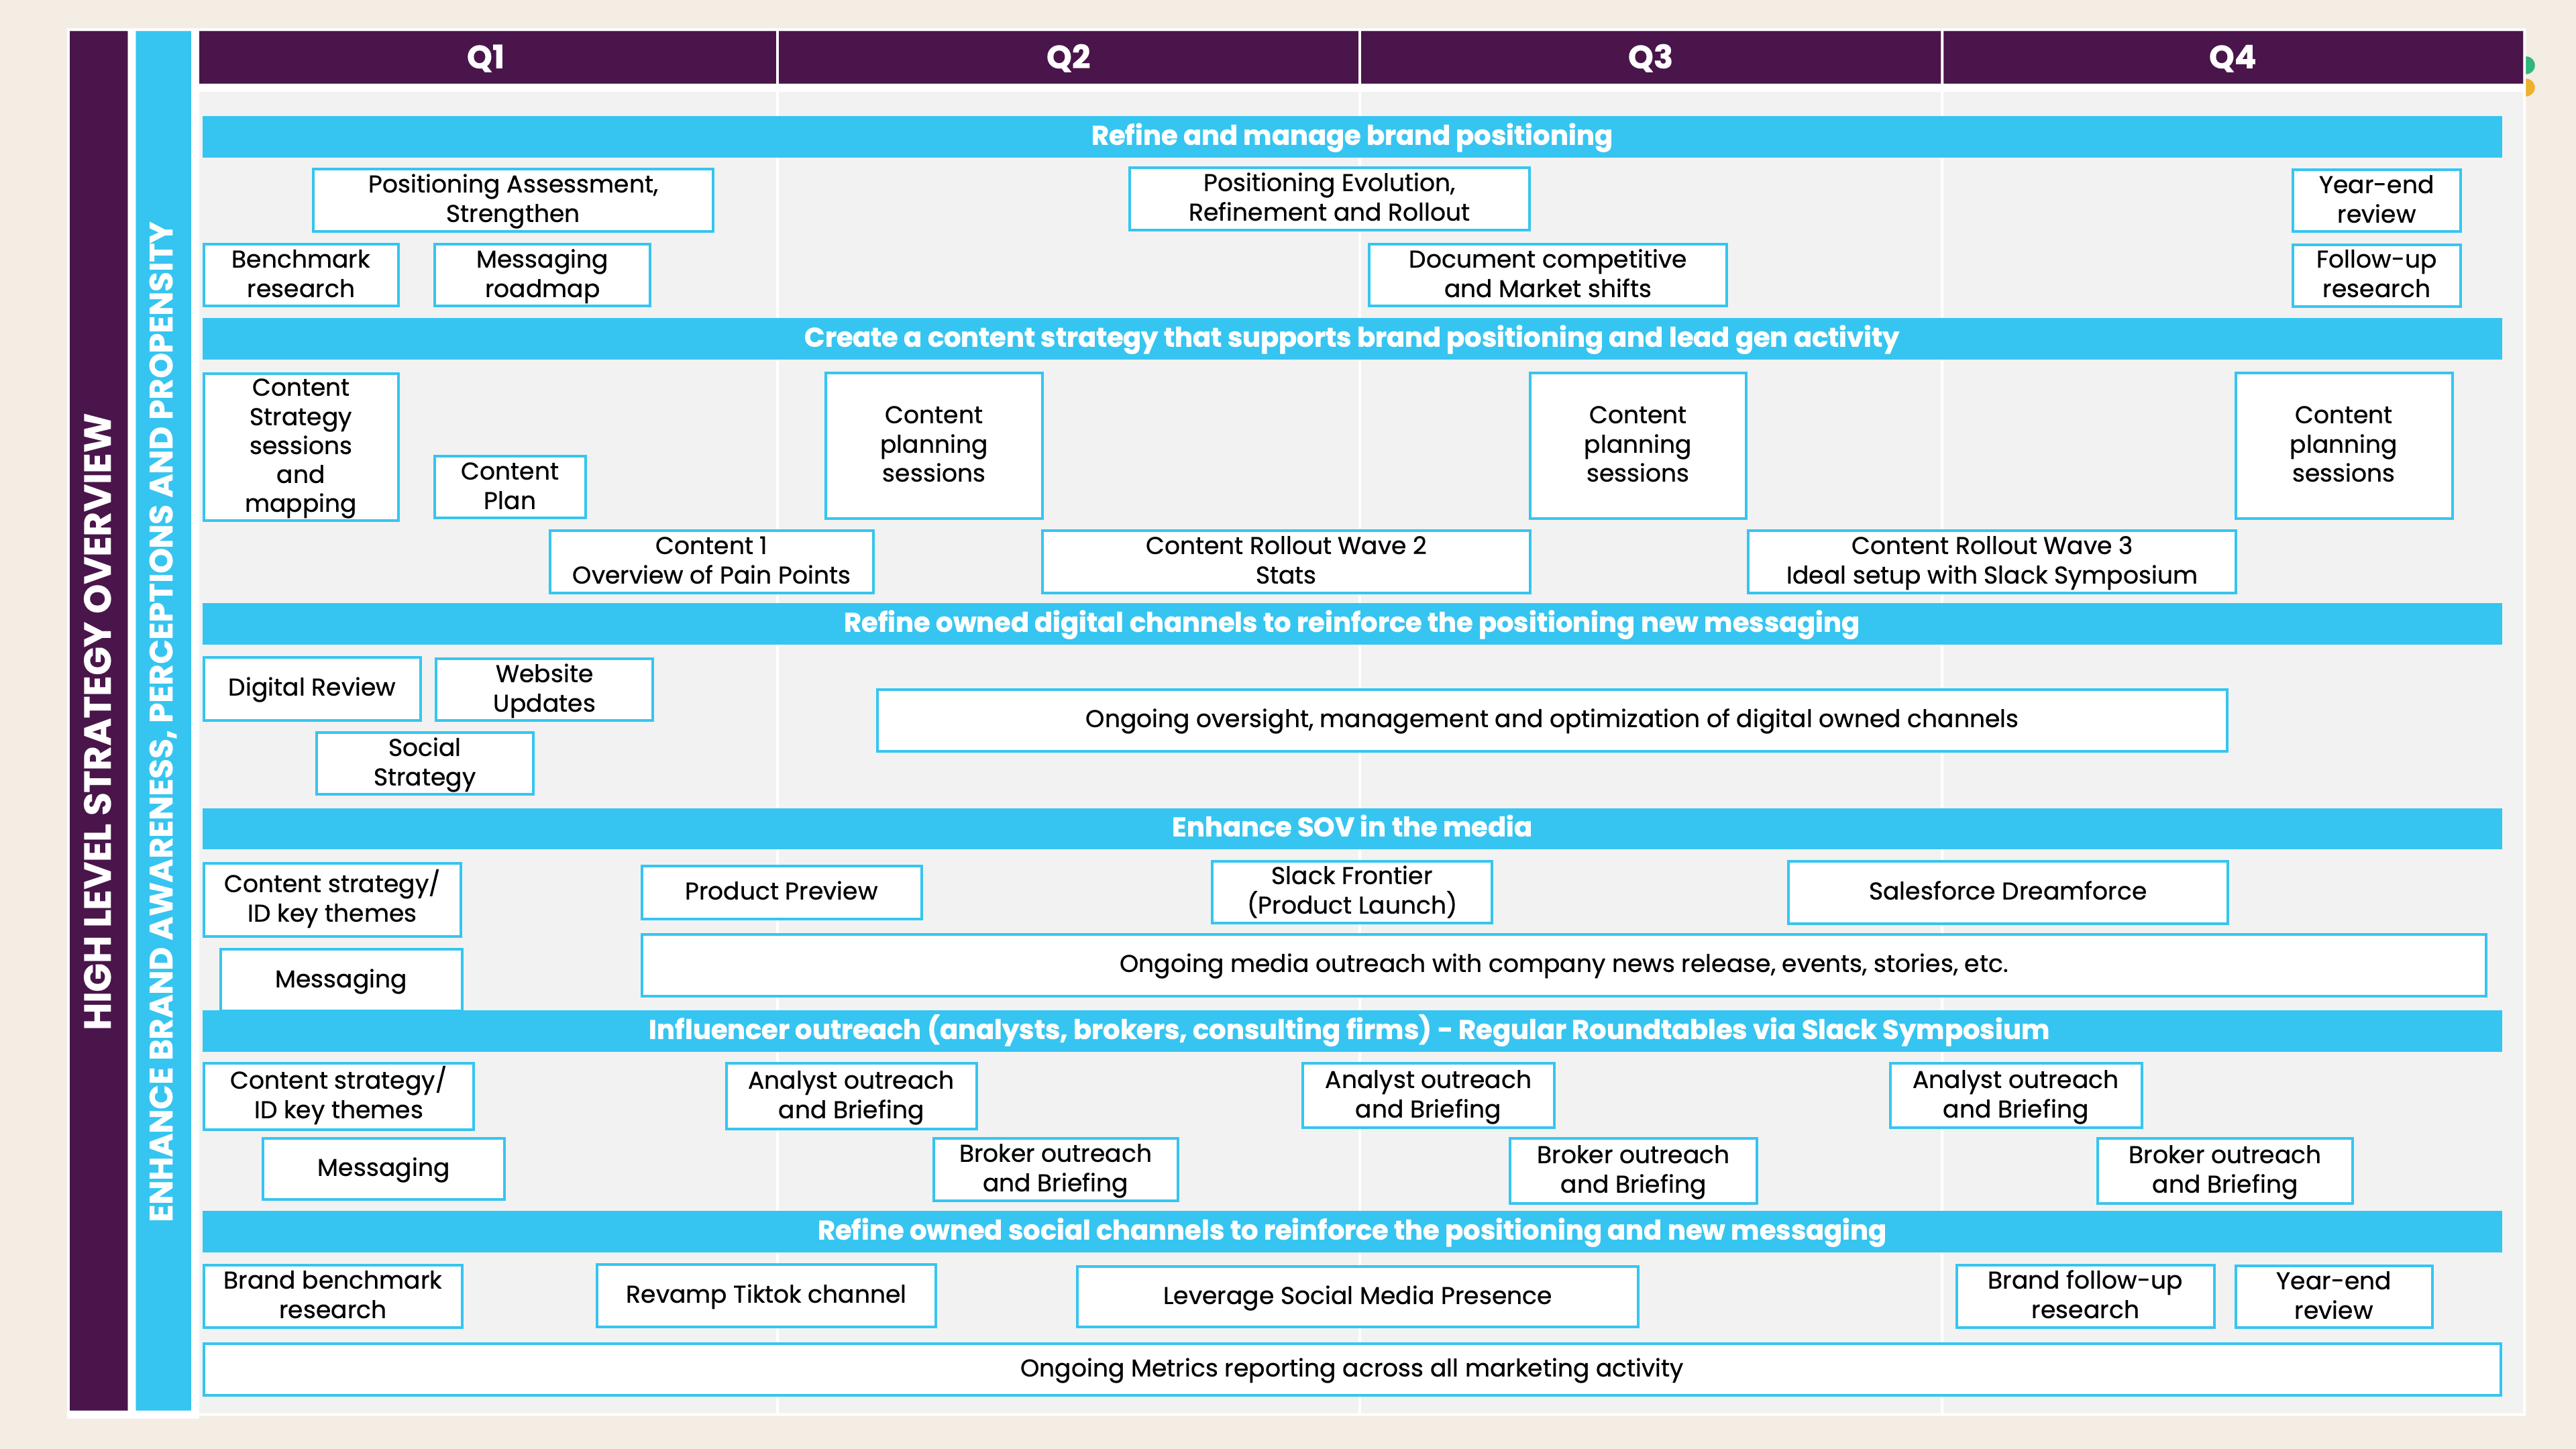 HIGH LEVEL STRATEGY OVERVIEW
ENHANCE BRAND AWARENESS, PERCEPTIONS AND PROPENSITY
Q1
Q2
Q3
Q4
Refine and manage brand positioning
Positioning Assessment,
Strengthen
Positioning Evolution,
Refinement and Rollout
Year-end
review
Benchmark
research
Messaging
roadmap
Document competitive
and Market shifts
Follow-up
research
Create a content strategy that supports brand positioning and lead gen activity
Content
Strategy
sessions
and
mapping
Content
Plan
Content
planning
sessions
Content
planning
sessions
Content
planning
sessions
Content 1
Overview of Pain Points
Content Rollout Wave 2
Stats
Content Rollout Wave 3
Ideal setup with Slack Symposium
Refine owned digital channels to reinforce the positioning new messaging
Digital Review
Website
Updates
Social
Strategy
Ongoing oversight, management and optimization of digital owned channels
Enhance SOV in the media
Content strategy/
ID key themes
Product Preview
Slack Frontier
(Product Launch)
Salesforce Dreamforce
Messaging
Ongoing media outreach with company news release, events, stories, etc.
Influencer outreach (analysts, brokers, consulting firms) - Regular Roundtables via Slack Symposium
Content strategy/
ID key themes
Analyst outreach
and Briefing
Analyst outreach
and Briefing
Analyst outreach
and Briefing
Messaging
Broker outreach
and Briefing
Broker outreach
and Briefing
Broker outreach
and Briefing
Refine owned social channels to reinforce the positioning and new messaging
Brand benchmark
research
Revamp Tiktok channel
Leverage Social Media Presence
Brand follow-up
research
Year-end
review
Ongoing Metrics reporting across all marketing activity